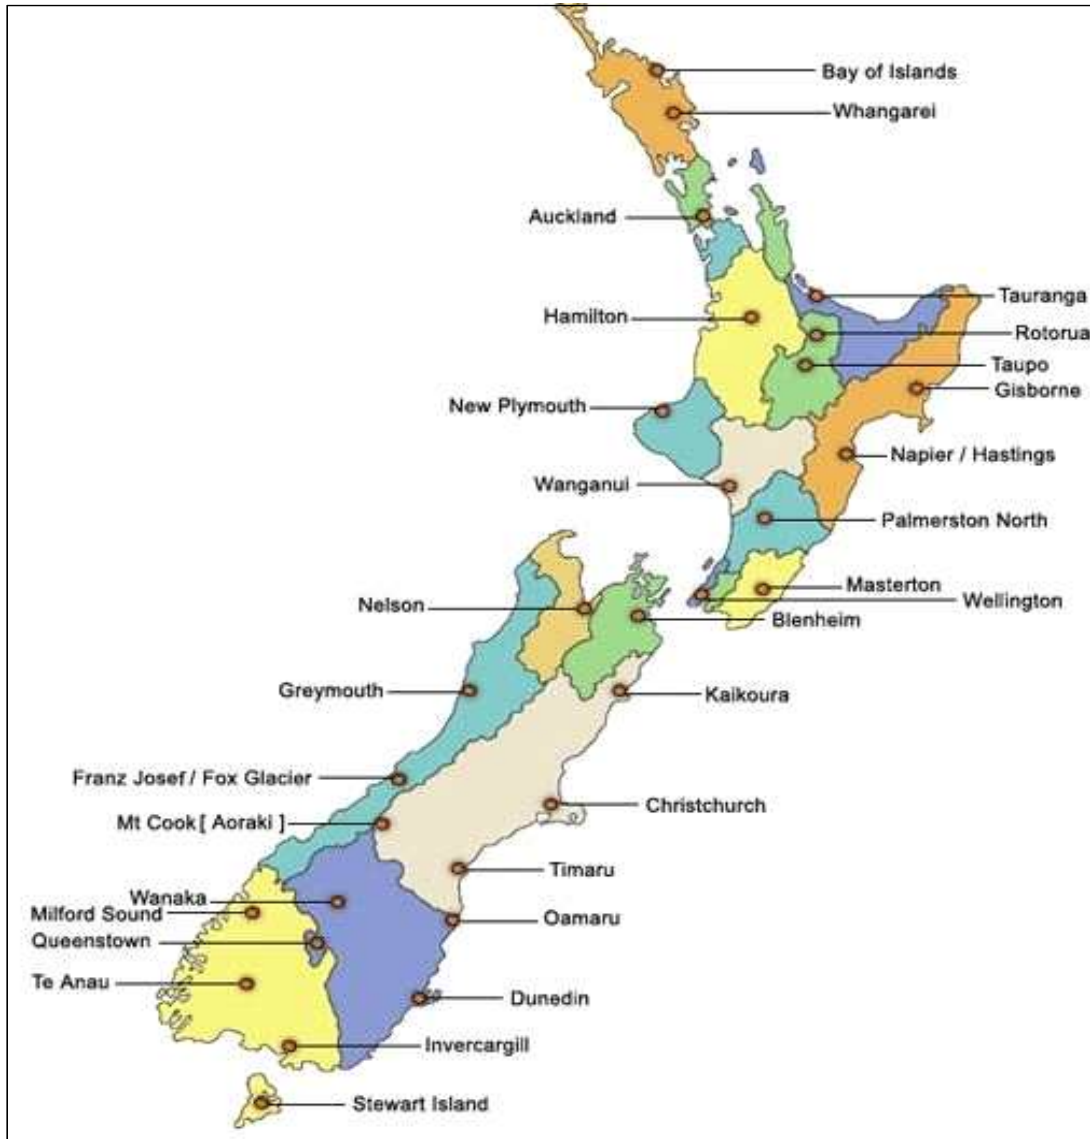 Bay of Islands
Whangarei
Auckland
Tauranga
Hamilton
Rotorua
Taupo
Gisborne
New Plymouth
Napier / Hastings
Wanganui
Palmerston North
Masterton
Wellington
Nelson
Blenheim
Greymouth
Kaikoura
Franz Josef / Fox Glacier
Christchurch
Mt Cook [ Aoraki ]
Timaru
Wanaka
Milford Sound
Oamaru
Queenstown
Te Anau
Dunedin
Invercargill
Stewart Island